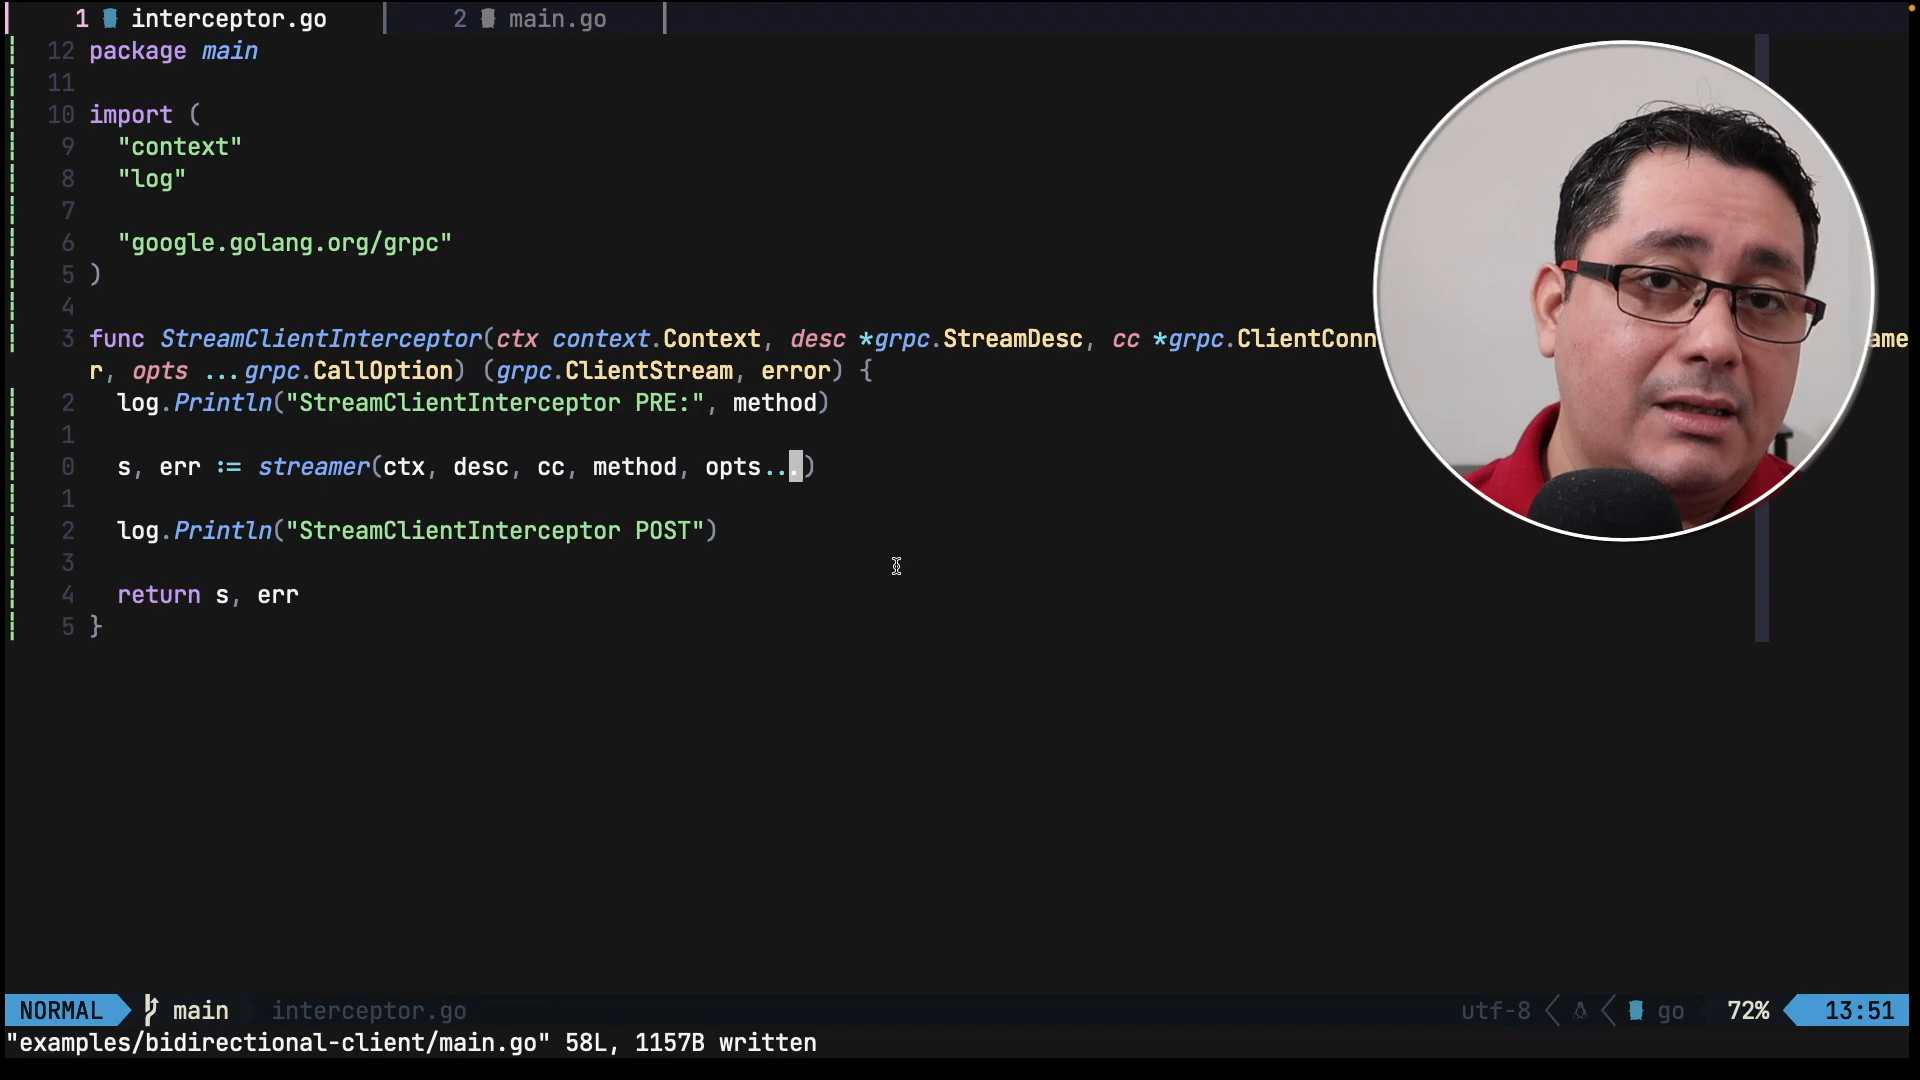 1 interceptor.go 2 main.go
12 package main
11
10 import (
9 "context"
8 "log"
7
6 "google.golang.org/grpc"
5 )
4
3 func StreamClientInterceptor(ctx context.Context, desc *grpc.StreamDesc, cc *grpc.ClientConn ame
r, opts ...grpc.CallOption) (grpc.ClientStream, error) {
2 log.Println("StreamClientInterceptor PRE:", method)
1
0 s, err := streamer(ctx, desc, cc, method, opts...)
1
2 log.Println("StreamClientInterceptor POST")
3
4 return s, err
5 }
NORMAL main interceptor.go utf-8 go 72% 13:51
"examples/bidirectional-client/main.go" 58L, 1157B written